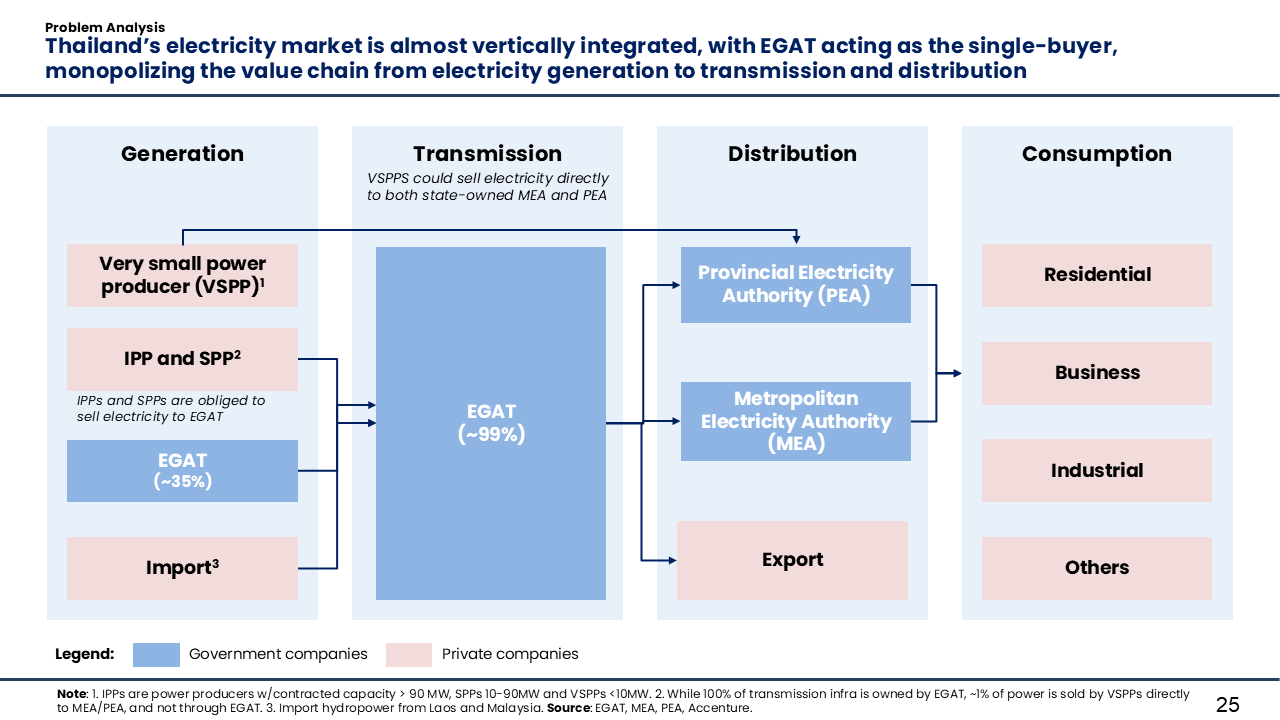 Problem Analysis
Thailand’s electricity market is almost vertically integrated, with EGAT acting as the single-buyer,
monopolizing the value chain from electricity generation to transmission and distribution
Generation
Very small power
producer (VSPP)¹
IPP and SPP²
IPPs and SPPs are obliged to
sell electricity to EGAT
EGAT
(~35%)
Import³
Transmission
VSPPS could sell electricity directly
to both state-owned MEA and PEA
EGAT
(~99%)
Distribution
Provincial Electricity
Authority (PEA)
Metropolitan
Electricity Authority
(MEA)
Export
Consumption
Residential
Business
Industrial
Others
Legend:
Government companies
Private companies
Note: 1. IPPs are power producers w/contracted capacity > 90 MW, SPPs 10-90MW and VSPPs <10MW. 2. While 100% of transmission infra is owned by EGAT, ~1% of power is sold by VSPPs directly
to MEA/PEA, and not through EGAT. 3. Import hydropower from Laos and Malaysia. Source: EGAT, MEA, PEA, Accenture.
25